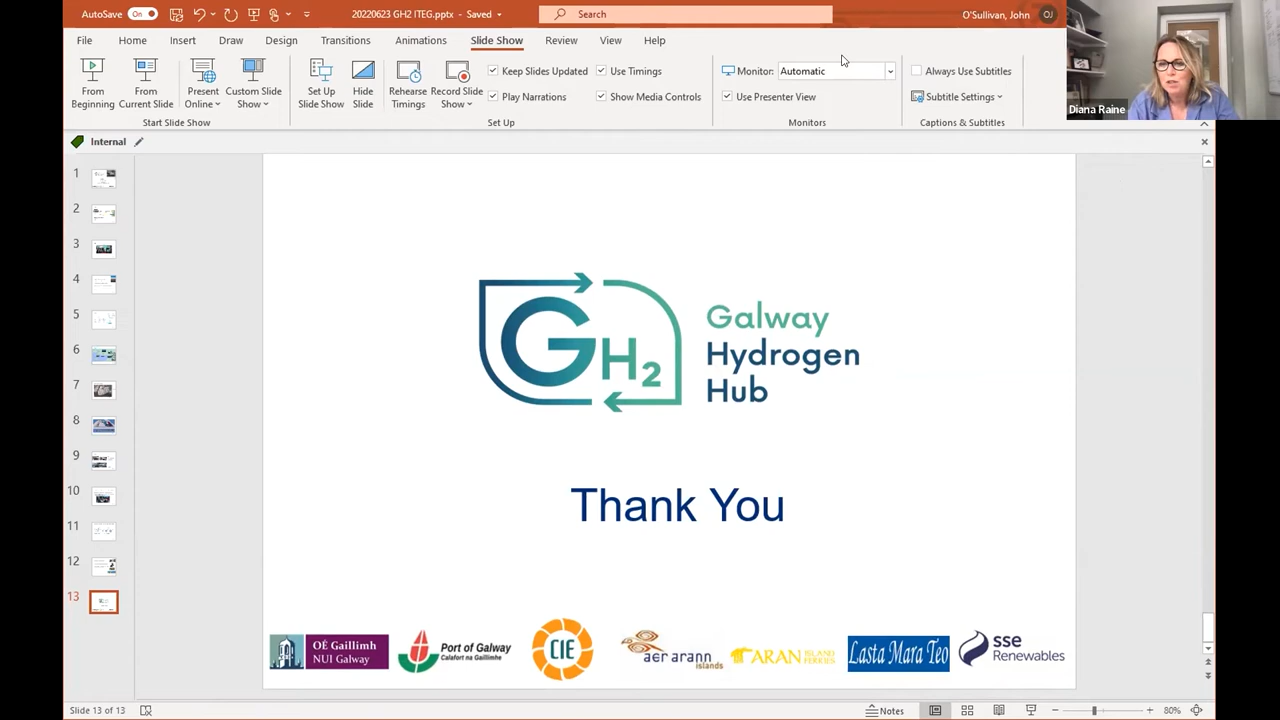 AutoSave On 20220623 GH2 ITEG.pptx - Saved Search O'Sullivan, John OJ
File Home Insert Draw Design Transitions Animations Slide Show Review View Help
From Beginning
From Current Slide
Present Online
Custom Slide Show
Start Slide Show
Set Up Slide Show
Hide Slide
Rehearse Timings
Record Slide Show
Keep Slides Updated
Play Narrations
Use Timings
Show Media Controls
Set Up
Monitor: Automatic
Use Presenter View
Monitors
Always Use Subtitles
Subtitle Settings
Captions & Subtitles
Diana Raine
Internal
1
2
3
4
5
6
7
8
9
10
11
12
13
GH2
Galway
Hydrogen
Hub
Thank You
OÉ Gaillimh
NUI Galway
Port of Galway
Calafort na Gaillimhe
CIE
aer arann
islands
ARAN ISLAND
FERRIES
Lasta Mara Teo
sse
Renewables
Slide 13 of 13 Notes 80%